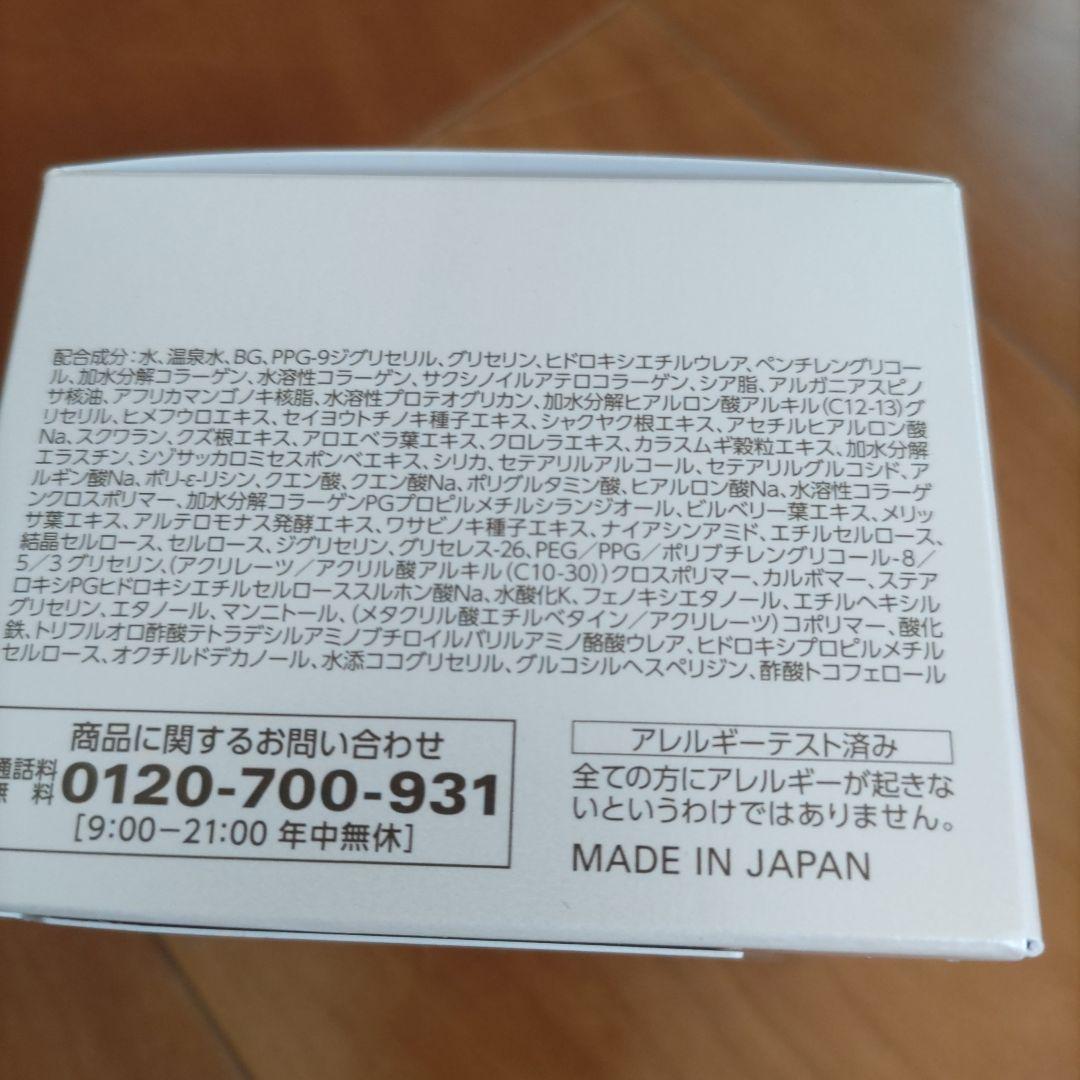 配合成分:水、温泉水、BG、PPG-9ジグリセリル、グリセリン、ヒドロキシエチルウレア、ペンチレングリコー
ル、加水分解コラーゲン、水溶性コラーゲン、サクシノイルアテロコラーゲン、シア脂、アルガニアスピノ
サ核油、アフリカマンゴノキ核脂、水溶性プロテオグリカン、加水分解ヒアルロン酸アルキル(C12-13)グ
リセリル、ヒメフウロエキス、セイヨウトチノキ種子エキス、シャクヤク根エキス、アセチルヒアルロン酸
Na、スクワラン、クズ根エキス、アロエベラ葉エキス、クロレラエキス、カラスムギ穀粒エキス、加水分解
エラスチン、シゾサッカロミセスポンベエキス、シリカ、セテアリルアルコール、セテアリルグルコシド、ア
ルギン酸Na、ポリ-ε-リシン、クエン酸、クエン酸Na、ポリグルタミン酸、ヒアルロン酸Na、水溶性コラーゲ
ンクロスポリマー、加水分解コラーゲンPGプロピルメチルシランジオール、ビルベリー葉エキス、メリッ
サ葉エキス、アルテロモナス発酵エキス、ワサビノキ種子エキス、ナイアシンアミド、エチルセルロース、
結晶セルロース、セルロース、ジグリセリン、グリセレス-26、PEG/PPG/ポリブチレングリコール-8/
5/3グリセリン、(アクリレーツ/アクリル酸アルキル(C10-30))クロスポリマー、カルボマー、ステア
ロキシPGヒドロキシエチルセルローススルホン酸Na、水酸化K、フェノキシエタノール、エチルヘキシル
グリセリン、エタノール、マンニトール、(メタクリル酸エチルベタイン/アクリレーツ)コポリマー、酸化
鉄、トリフルオロ酢酸テトラデシルアミノブチロイルバリルアミノ酪酸ウレア、ヒドロキシプロピルメチル
セルロース、オクチルドデカノール、水添ココグリセリル、グルコシルヘスペリジン、酢酸トコフェロール
商品に関するお問い合わせ
通話料
無料
0120-700-931
[9:00−21:00 年中無休]
アレルギーテスト済み
全ての方にアレルギーが起きな
いというわけではありません。
MADE IN JAPAN